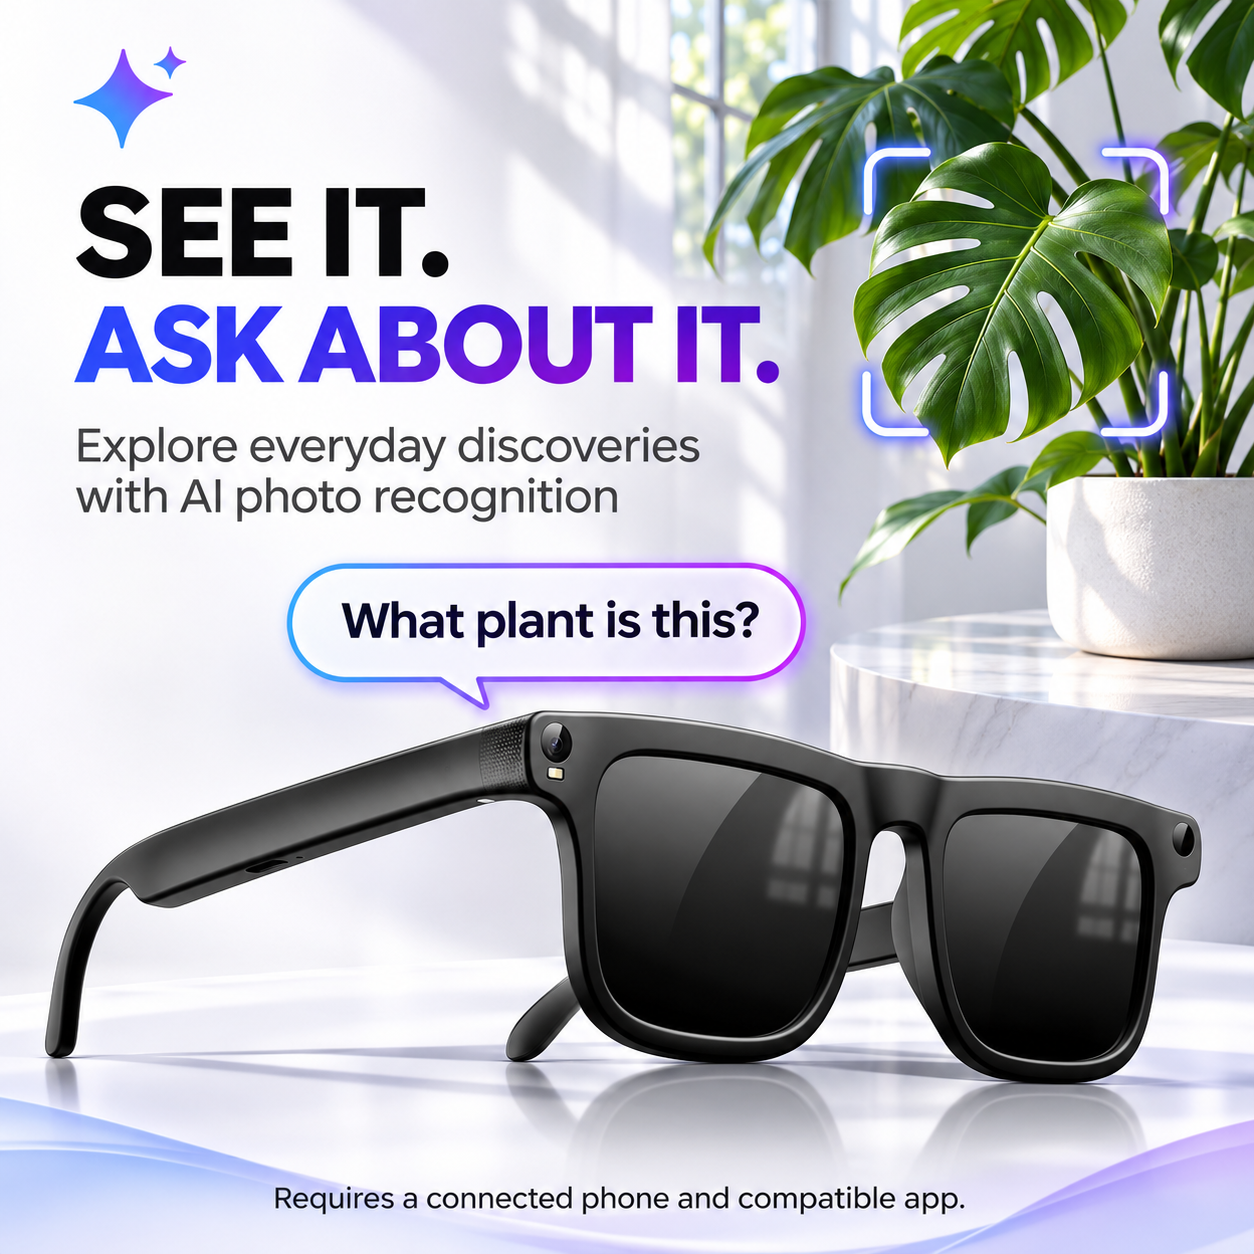 SEE IT.
ASK ABOUT IT.
Explore everyday discoveries
with AI photo recognition
What plant is this?
Requires a connected phone and compatible app.